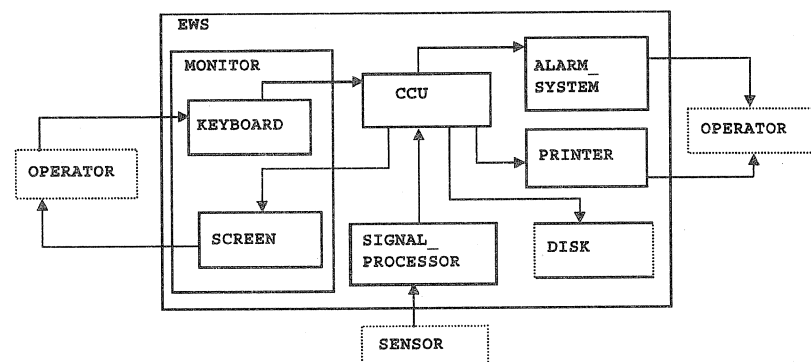 EWS
MONITOR
ALARM_
SYSTEM
CCU
KEYBOARD
OPERATOR
OPERATOR
PRINTER
SCREEN
SIGNAL_
PROCESSOR
DISK
SENSOR